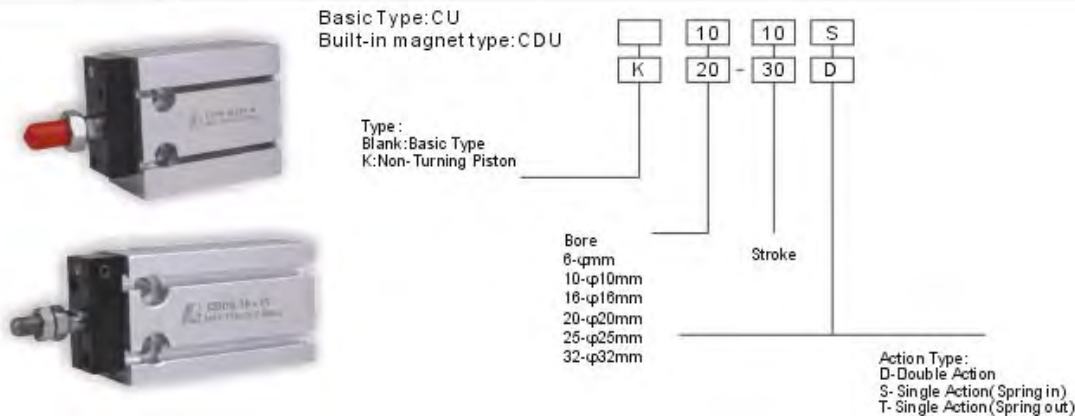 Basic Type:CU
Built-in magnet type:CDU
10 10 S
K 20 - 30 D
Type:
Blank:Basic Type
K:Non-Turning Piston
Bore
6-φmm
10-φ10mm
16-φ16mm
20-φ20mm
25-φ25mm
32-φ32mm
Stroke
Action Type:
D-Double Action
S-Single Action(Spring in)
T-Single Action(Spring out)